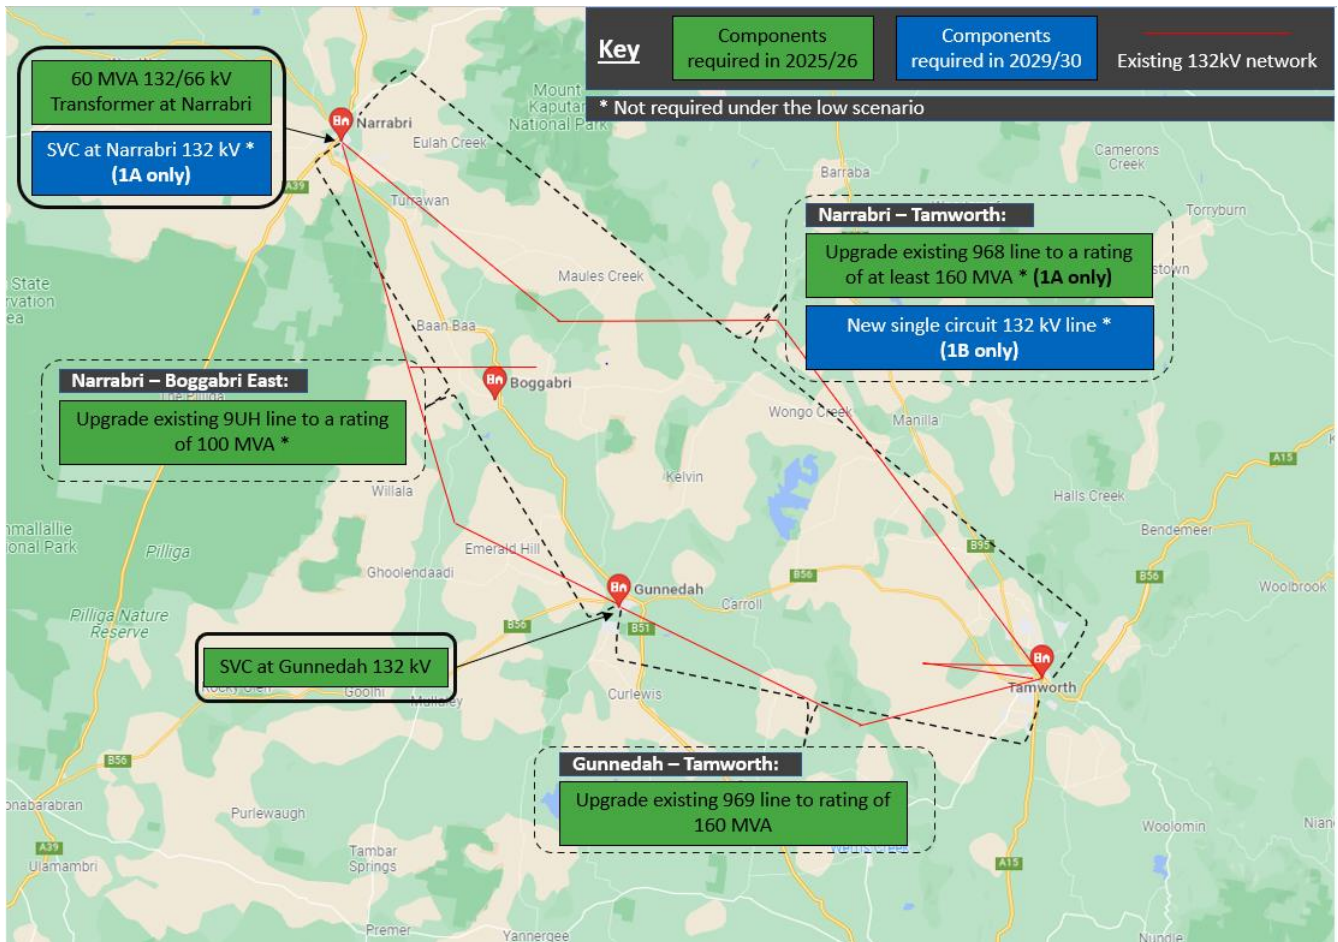 Key
Components
required in 2025/26
Components
required in 2029/30
Existing 132kV network
* Not required under the low scenario
60 MVA 132/66 kV
Transformer at Narrabri
SVC at Narrabri 132 kV *
(1A only)
Narrabri
Eulah Creek
Mount
National Park
Camerons
Creek
Barraba
A39
Turrawan
Torryburn
Narrabri – Tamworth:
Upgrade existing 968 line to a rating
of at least 160 MVA * (1A only)
New single circuit 132 kV line *
(1B only)
Maules Creek
State
Baan Baa
Narrabri – Boggabri East:
Upgrade existing 9UH line to a rating
of 100 MVA *
Boggabri
Wongo Creek
Manilla
A15
Kelvin
Willala
Halls Creek
Bendemeer
onal Park
Pilliga
Emerald Hill
B95
Ghoolendaadi
Gunnedah
B56
B56
Woolbrook
Carroll
Pilliga Nature
Reserve
B56
B51
SVC at Gunnedah 132 kV
Goolhi
Curlewis
Tamworth
Gunnedah – Tamworth:
Upgrade existing 969 line to rating of
160 MVA
B56
Purlewaugh
Woolomin
A39
Ulamambri
Tambar
Springs
A15
Premer
Yannergee
Nundle